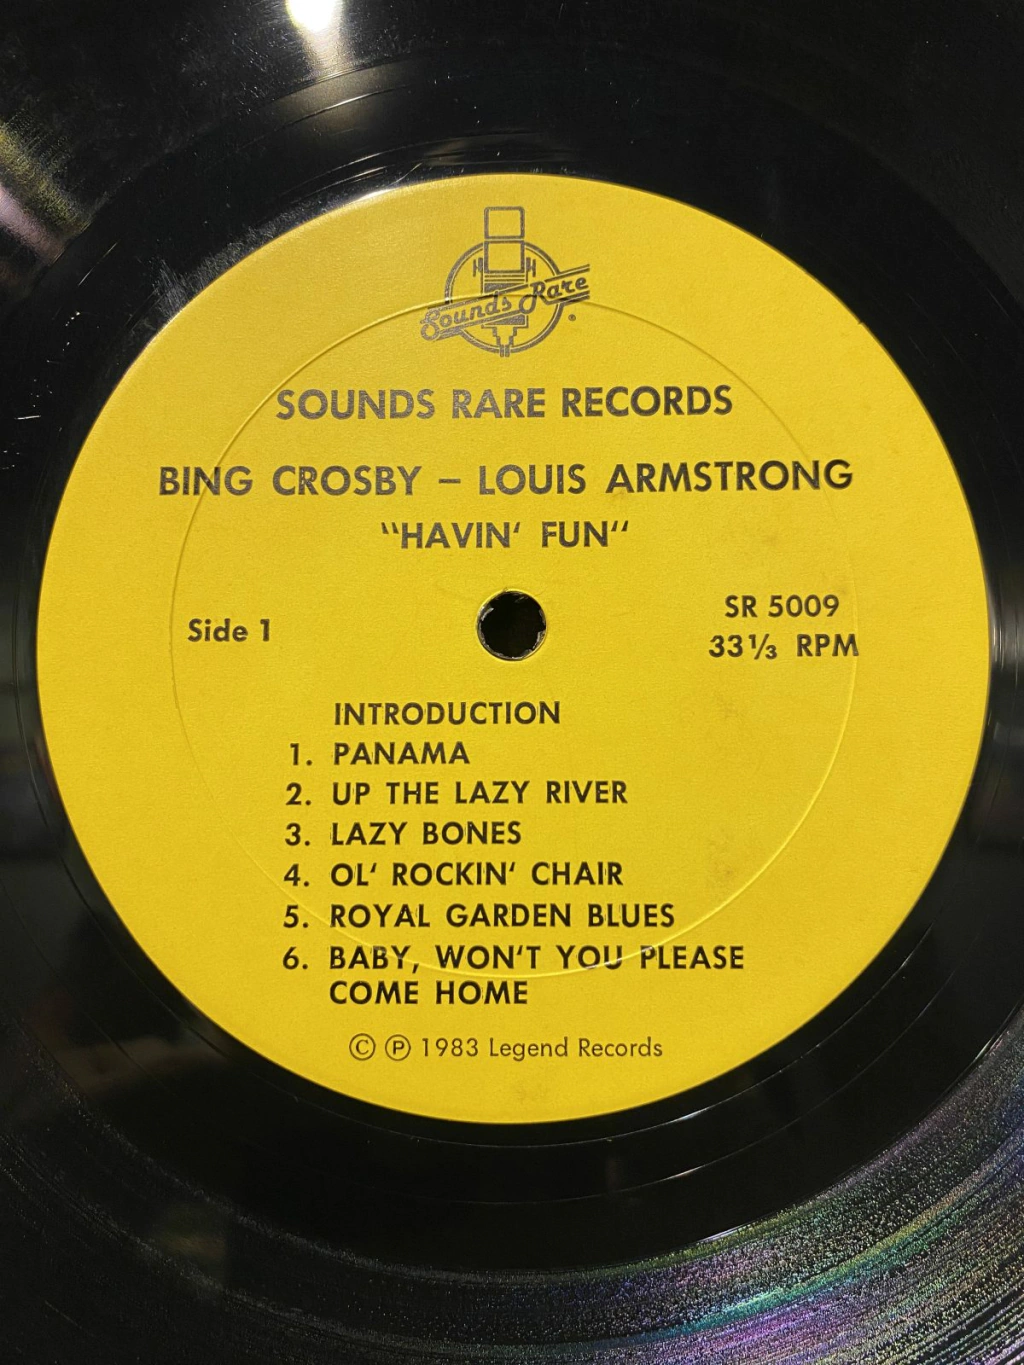 Sounds Rare ®
SOUNDS RARE RECORDS
BING CROSBY – LOUIS ARMSTRONG
"HAVIN' FUN"
Side 1
SR 5009
33⅓ RPM
INTRODUCTION
1. PANAMA
2. UP THE LAZY RIVER
3. LAZY BONES
4. OL' ROCKIN' CHAIR
5. ROYAL GARDEN BLUES
6. BABY, WON'T YOU PLEASE
COME HOME
© ℗ 1983 Legend Records